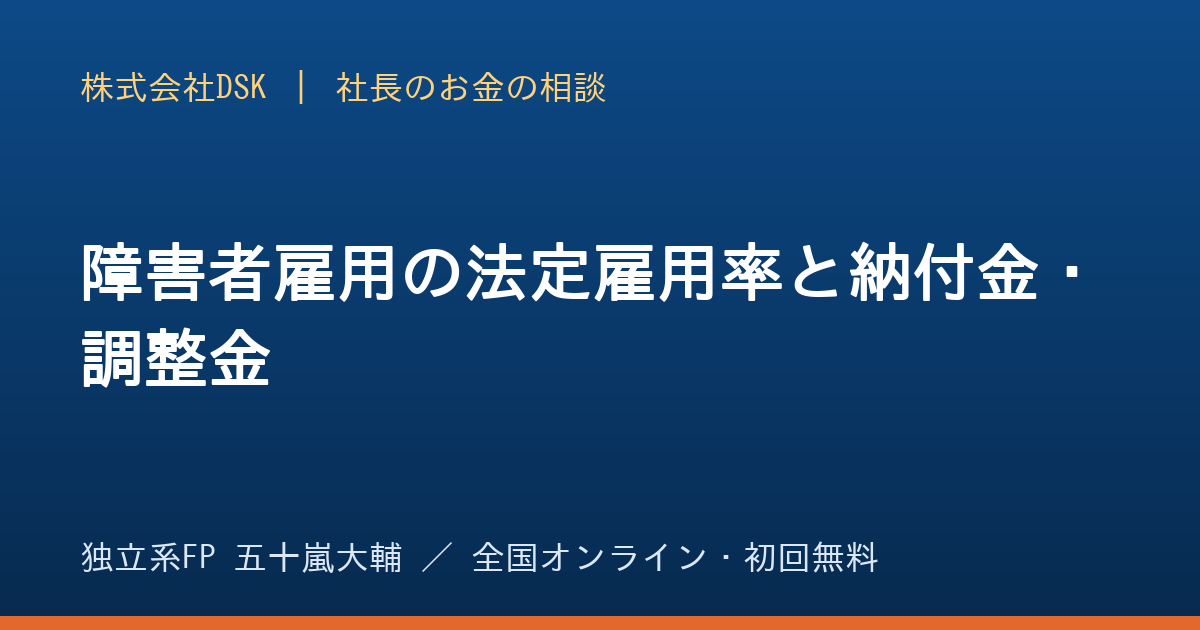 株式会社DSK ｜ 社長のお金の相談
障害者雇用の法定雇用率と納付金・
調整金
独立系FP 五十嵐大輔 ／ 全国オンライン・初回無料